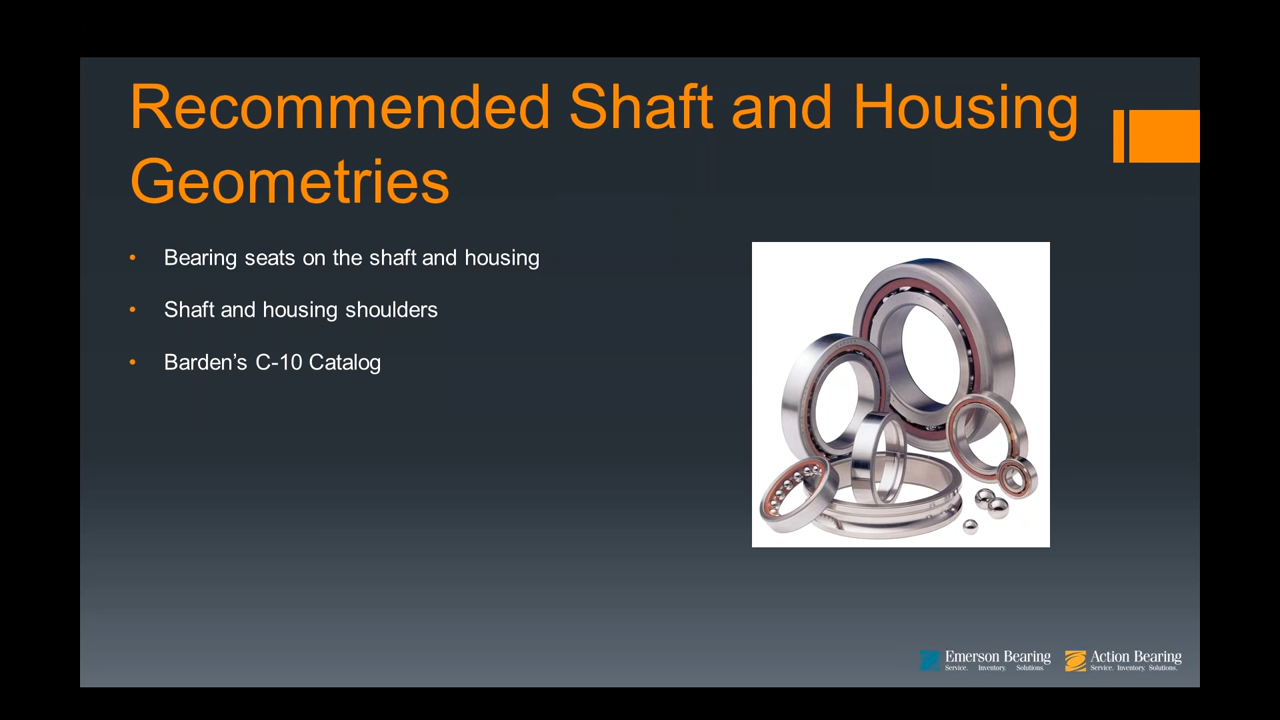 Recommended Shaft and Housing
Geometries
• Bearing seats on the shaft and housing
• Shaft and housing shoulders
• Barden’s C-10 Catalog
Emerson Bearing
Service. Inventory. Solutions.
Action Bearing
Service. Inventory. Solutions.